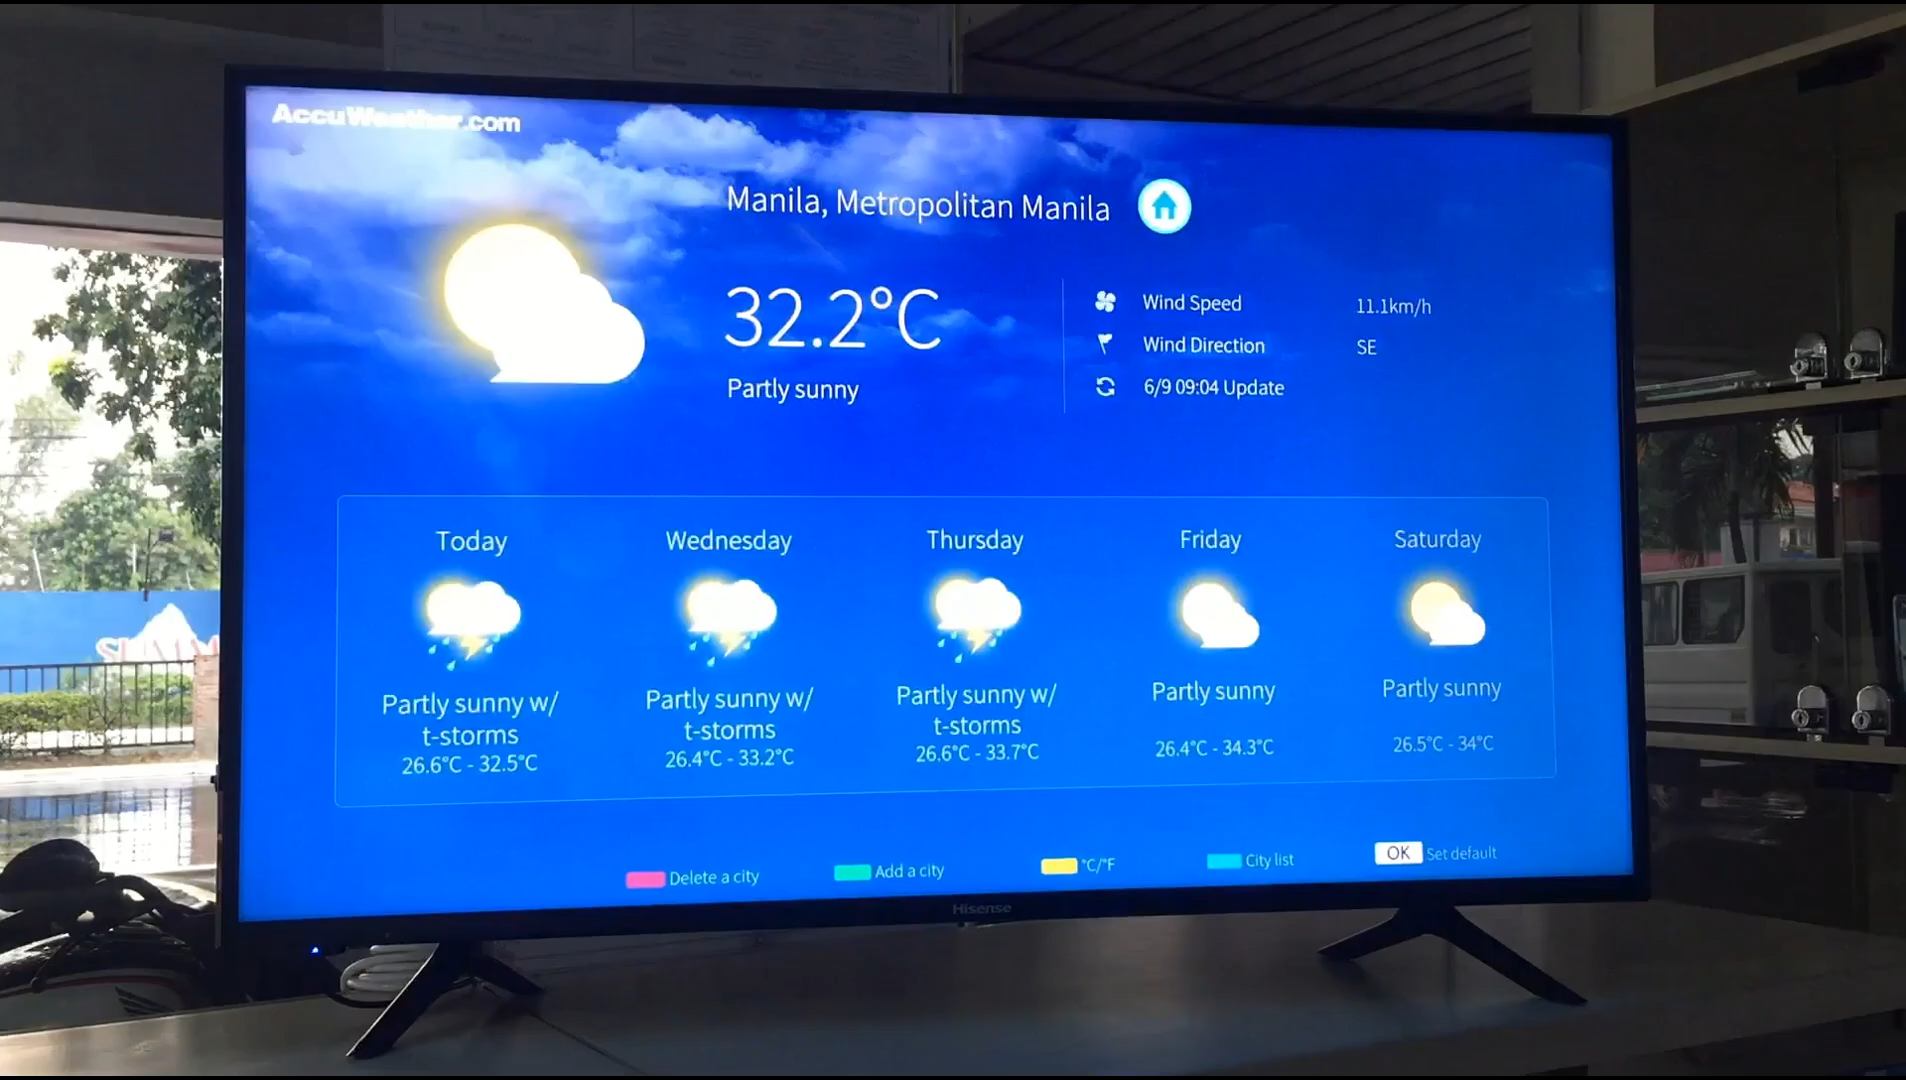 AccuWeather.com
Manila, Metropolitan Manila
32.2°C
Partly sunny
Wind Speed 11.1km/h
Wind Direction SE
6/9 09:04 Update
Today
Partly sunny w/
t-storms
26.6°C - 32.5°C
Wednesday
Partly sunny w/
t-storms
26.4°C - 33.2°C
Thursday
Partly sunny w/
t-storms
26.6°C - 33.7°C
Friday
Partly sunny
26.4°C - 34.3°C
Saturday
Partly sunny
26.5°C - 34°C
Delete a city
Add a city
°C/°F
City list
OK Set default
Hisense